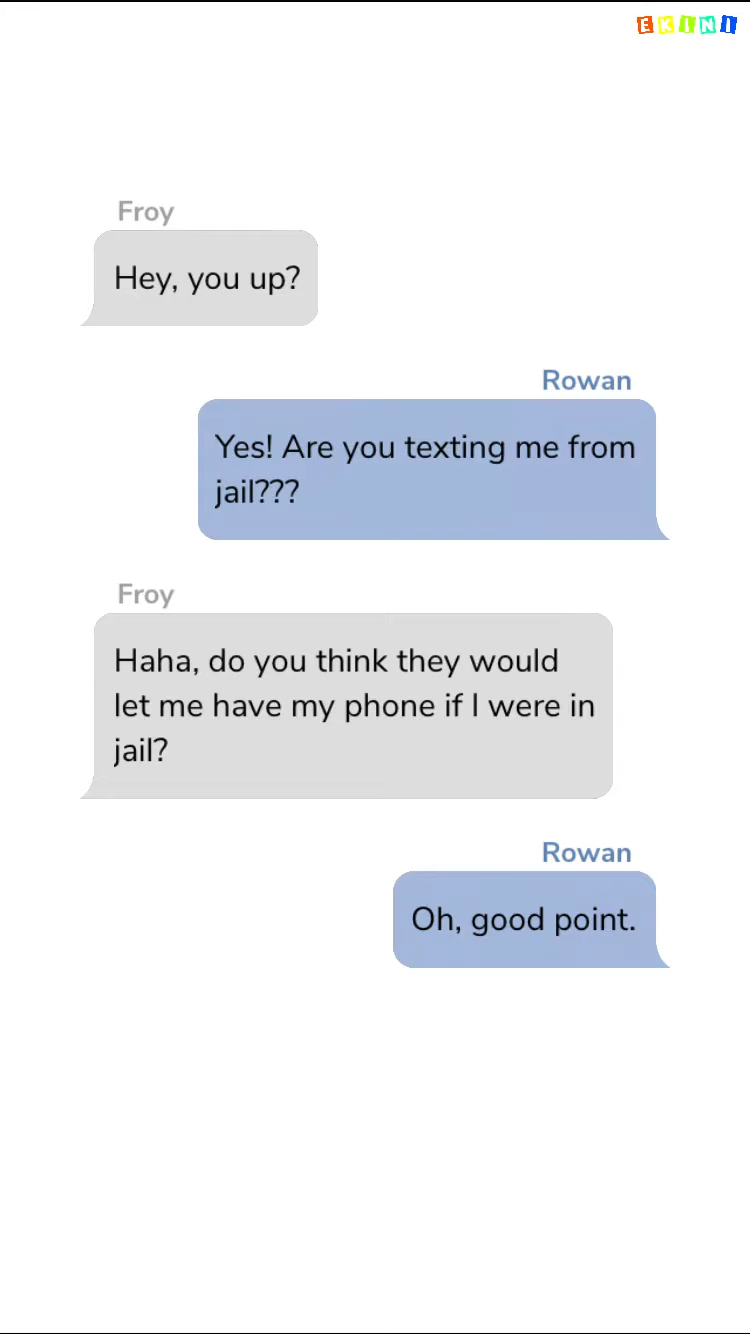 EKINI
Froy
Hey, you up?
Rowan
Yes! Are you texting me from
jail???
Froy
Haha, do you think they would
let me have my phone if I were in
jail?
Rowan
Oh, good point.